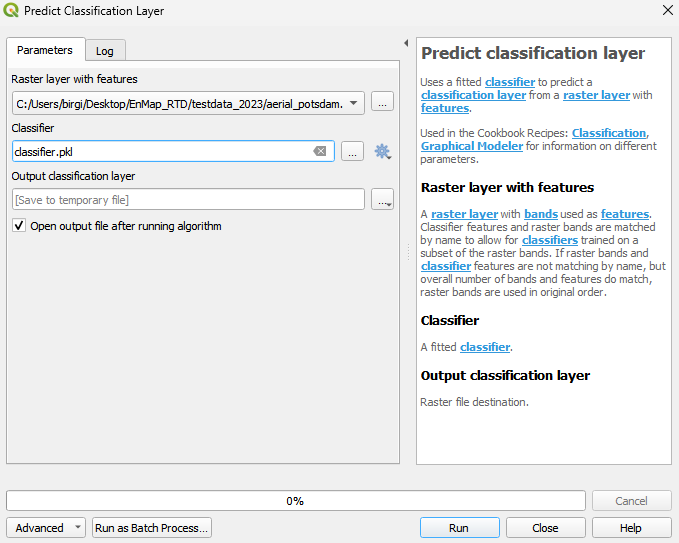 Predict Classification Layer
Parameters
Log
Raster layer with features
C:/Users/birgi/Desktop/EnMap_RTD/testdata_2023/aerial_potsdam.
...
Classifier
classifier.pkl
...
Output classification layer
[Save to temporary file]
...
Open output file after running algorithm
Predict classification layer
Uses a fitted classifier to predict a
classification layer from a raster layer with
features.
Used in the Cookbook Recipes: Classification,
Graphical Modeler for information on different
parameters.
Raster layer with features
A raster layer with bands used as features.
Classifier features and raster bands are matched
by name to allow for classifiers trained on a
subset of the raster bands. If raster bands and
classifier features are not matching by name, but
overall number of bands and features do match,
raster bands are used in original order.
Classifier
A fitted classifier.
Output classification layer
Raster file destination.
0%
Cancel
Advanced
Run as Batch Process...
Run
Close
Help